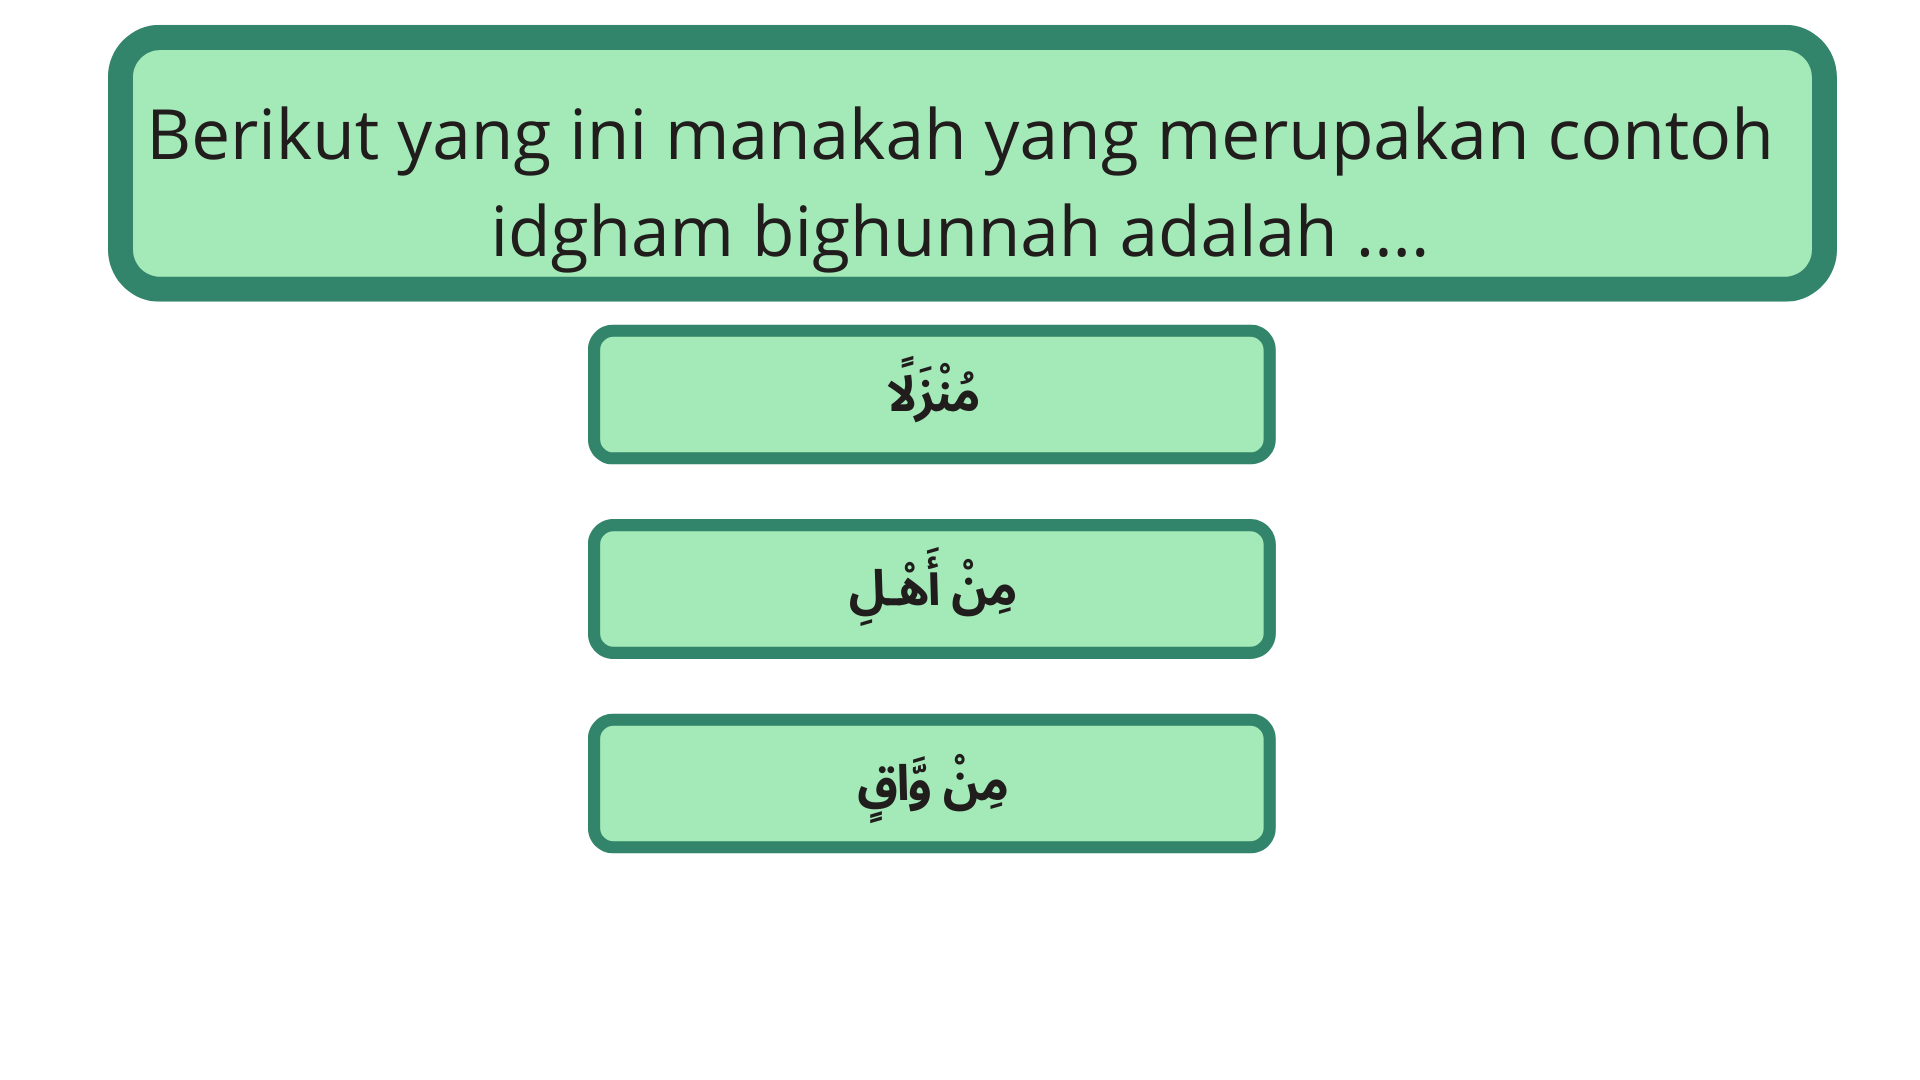 Berikut yang ini manakah yang merupakan contoh
idgham bighunnah adalah ....
مُنْزَلًا
مِنْ أَهْـلِ
مِنْ وَّاقٍ